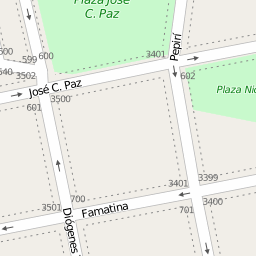 Plaza José
C. Paz
Pepirí
500
599
600
640
3502
3401
602
José C. Paz
601
3500
Plaza Nic
3401
3399
3501
700
Famatina
701
3400
Diógenes